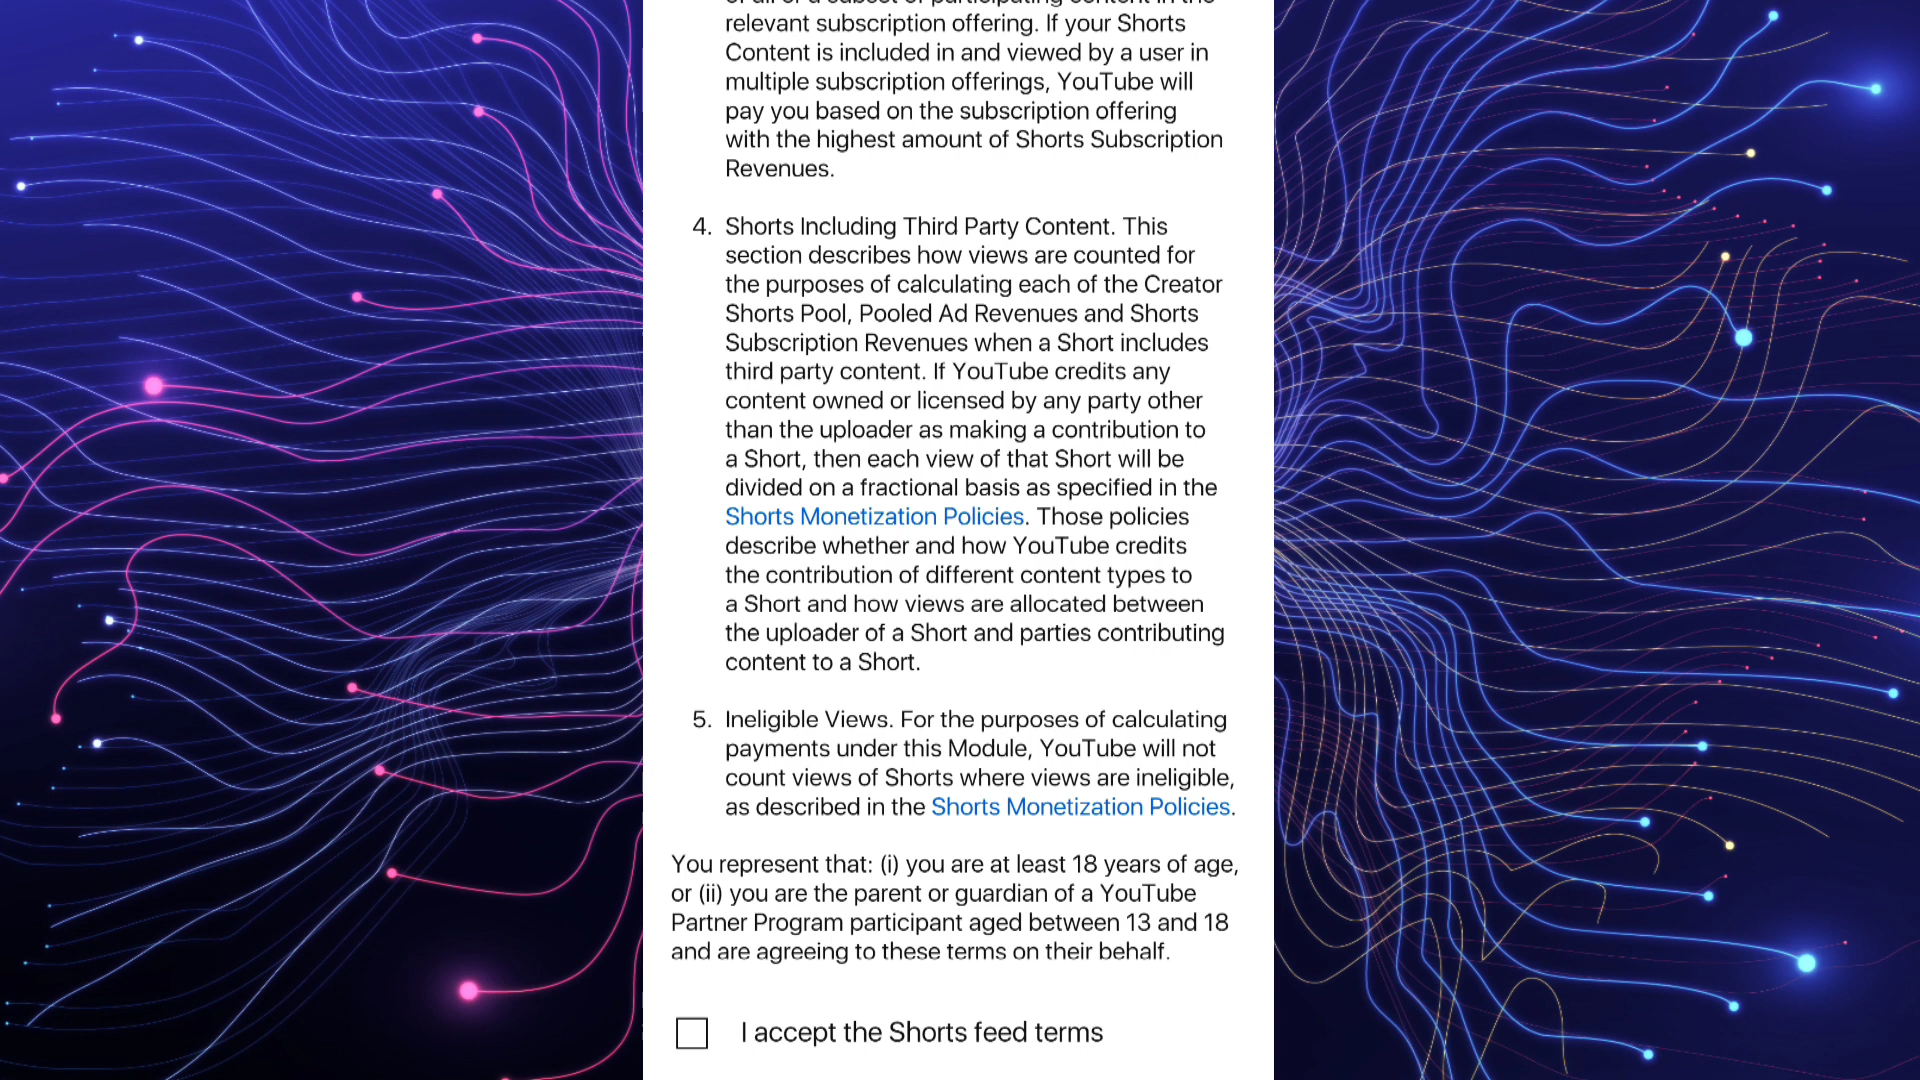 relevant subscription offering. If your Shorts
Content is included in and viewed by a user in
multiple subscription offerings, YouTube will
pay you based on the subscription offering
with the highest amount of Shorts Subscription
Revenues.
4. Shorts Including Third Party Content. This
section describes how views are counted for
the purposes of calculating each of the Creator
Shorts Pool, Pooled Ad Revenues and Shorts
Subscription Revenues when a Short includes
third party content. If YouTube credits any
content owned or licensed by any party other
than the uploader as making a contribution to
a Short, then each view of that Short will be
divided on a fractional basis as specified in the
Shorts Monetization Policies. Those policies
describe whether and how YouTube credits
the contribution of different content types to
a Short and how views are allocated between
the uploader of a Short and parties contributing
content to a Short.
5. Ineligible Views. For the purposes of calculating
payments under this Module, YouTube will not
count views of Shorts where views are ineligible,
as described in the Shorts Monetization Policies.
You represent that: (i) you are at least 18 years of age,
or (ii) you are the parent or guardian of a YouTube
Partner Program participant aged between 13 and 18
and are agreeing to these terms on their behalf.
I accept the Shorts feed terms